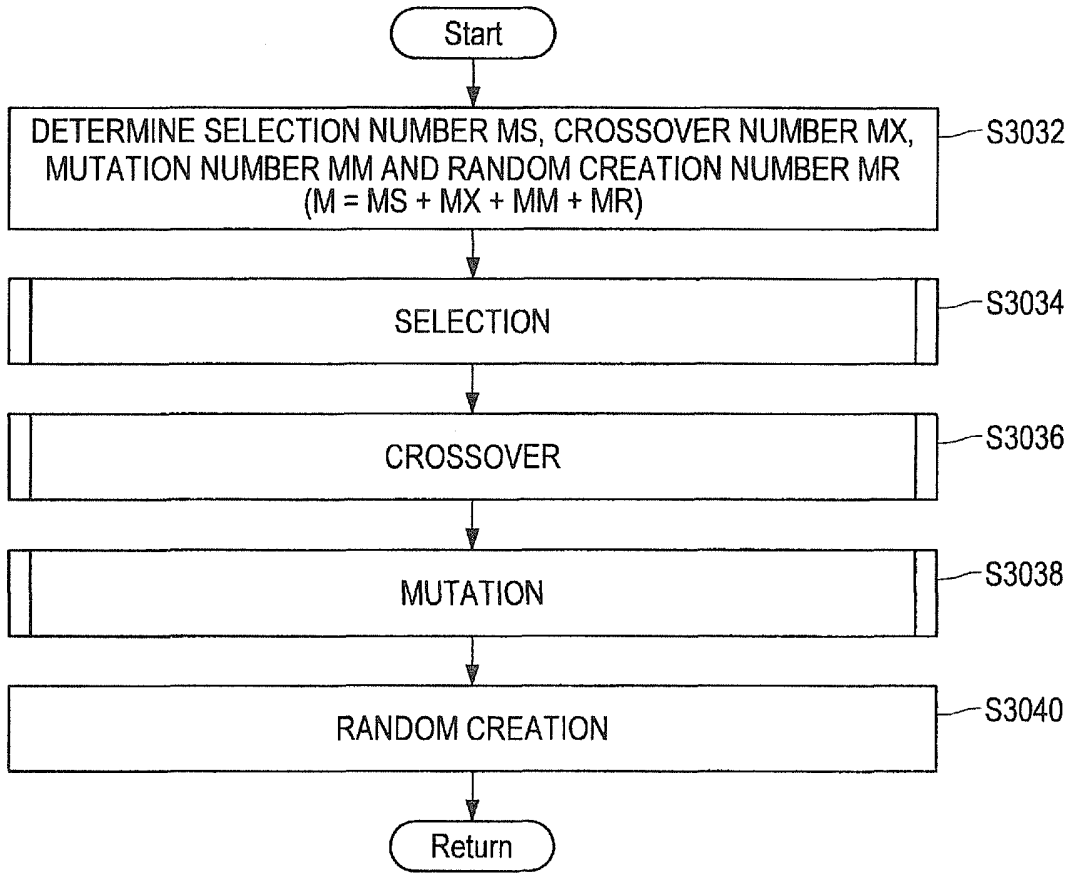 Start
DETERMINE SELECTION NUMBER MS, CROSSOVER NUMBER MX,
MUTATION NUMBER MM AND RANDOM CREATION NUMBER MR
(M = MS + MX + MM + MR)
S3032
SELECTION
S3034
CROSSOVER
S3036
MUTATION
S3038
RANDOM CREATION
S3040
Return